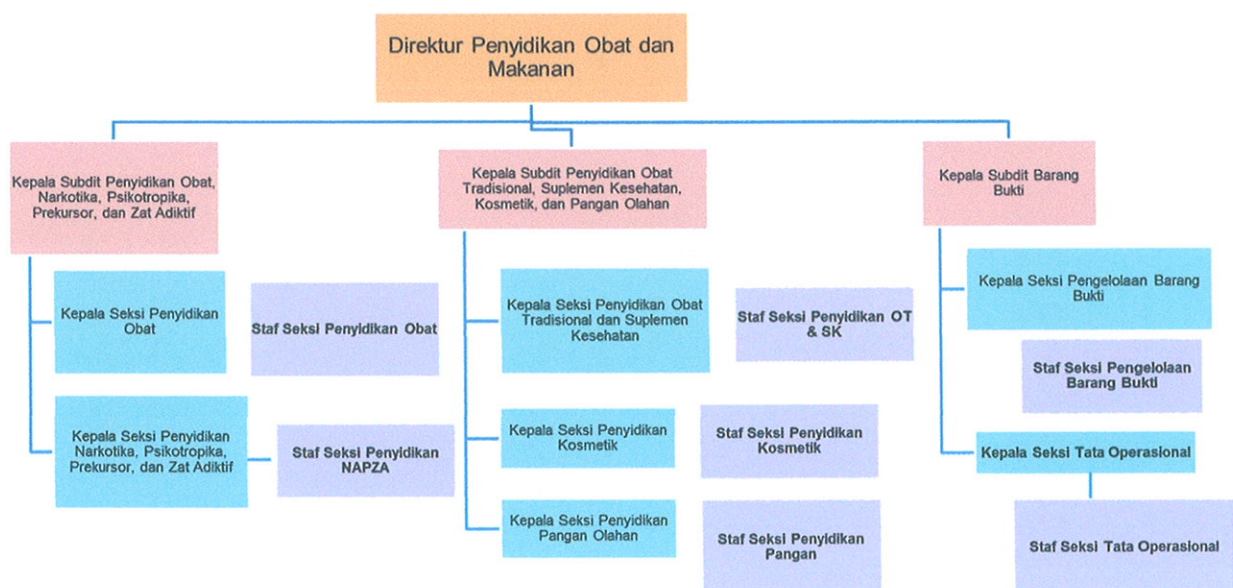 Direktur Penyidikan Obat dan
Makanan
Kepala Subdit Penyidikan Obat,
Narkotika, Psikotropika,
Prekursor, dan Zat Adiktif
Kepala Subdit Penyidikan Obat
Tradisional, Suplemen Kesehatan,
Kosmetik, dan Pangan Olahan
Kepala Subdit Barang
Bukti
Kepala Seksi Penyidikan
Obat
Staf Seksi Penyidikan Obat
Kepala Seksi Penyidikan
Narkotika, Psikotropika,
Prekursor, dan Zat Adiktif
Staf Seksi Penyidikan
NAPZA
Kepala Seksi Penyidikan Obat
Tradisional dan Suplemen
Kesehatan
Staf Seksi Penyidikan OT
& SK
Kepala Seksi Penyidikan
Kosmetik
Staf Seksi Penyidikan
Kosmetik
Kepala Seksi Penyidikan
Pangan Olahan
Staf Seksi Penyidikan
Pangan
Kepala Seksi Pengelolaan Barang
Bukti
Staf Seksi Pengelolaan
Barang Bukti
Kepala Seksi Tata Operasional
Staf Seksi Tata Operasional